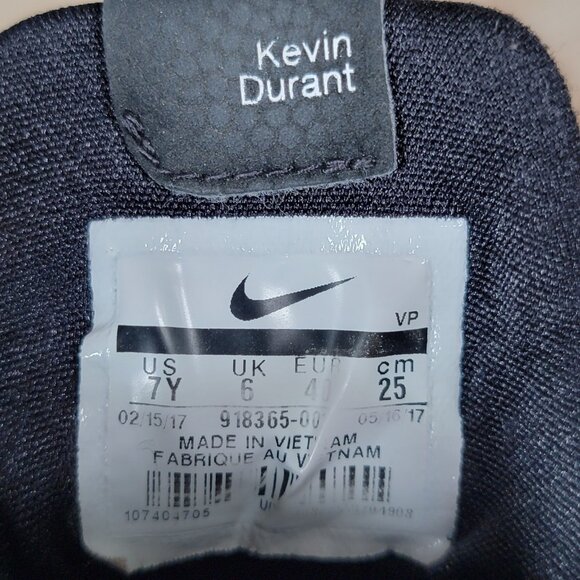 Kevin
Durant
VP
US UK EUR cm
7Y 6 25
02/15/17 05/16/17
MADE IN VIETNAM
FABRIQUE AU VIETNAM
107404705